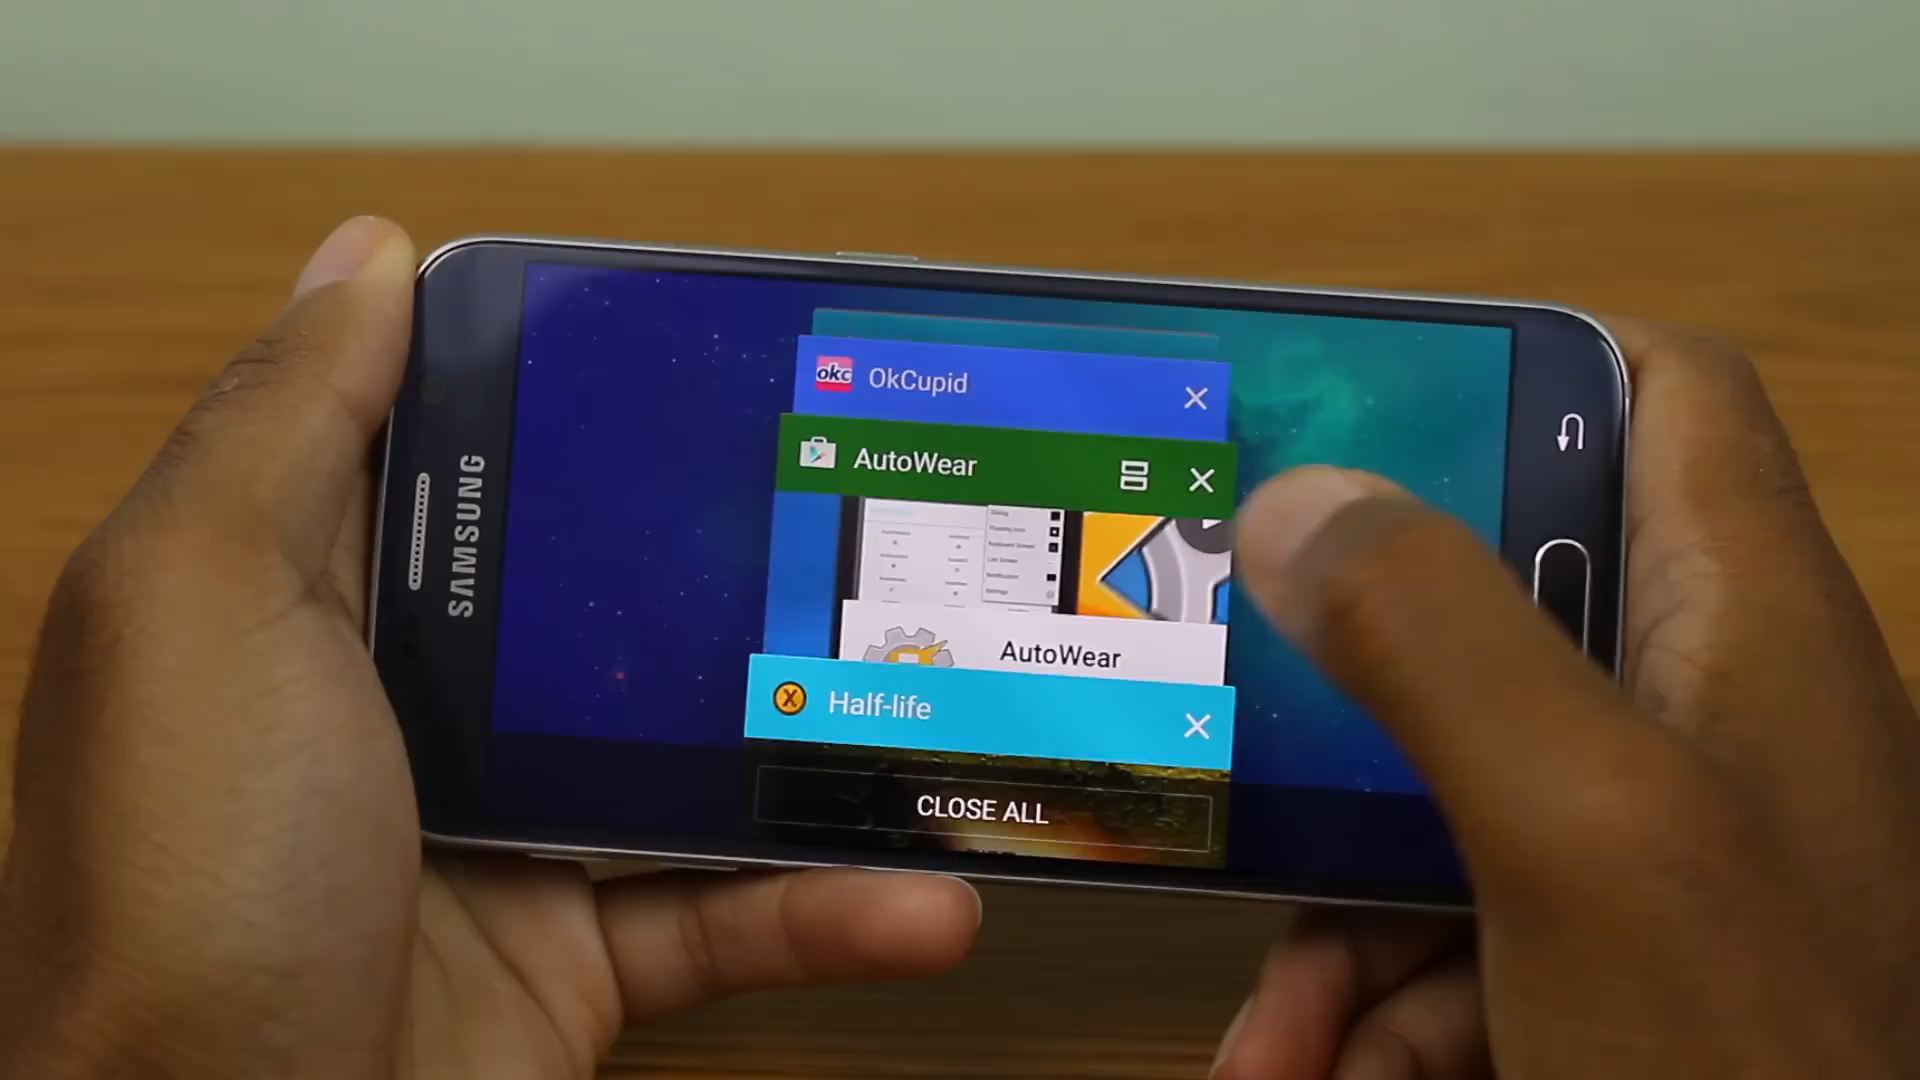 SAMSUNG
okc OkCupid
AutoWear
AutoWear
X Half-life
CLOSE ALL